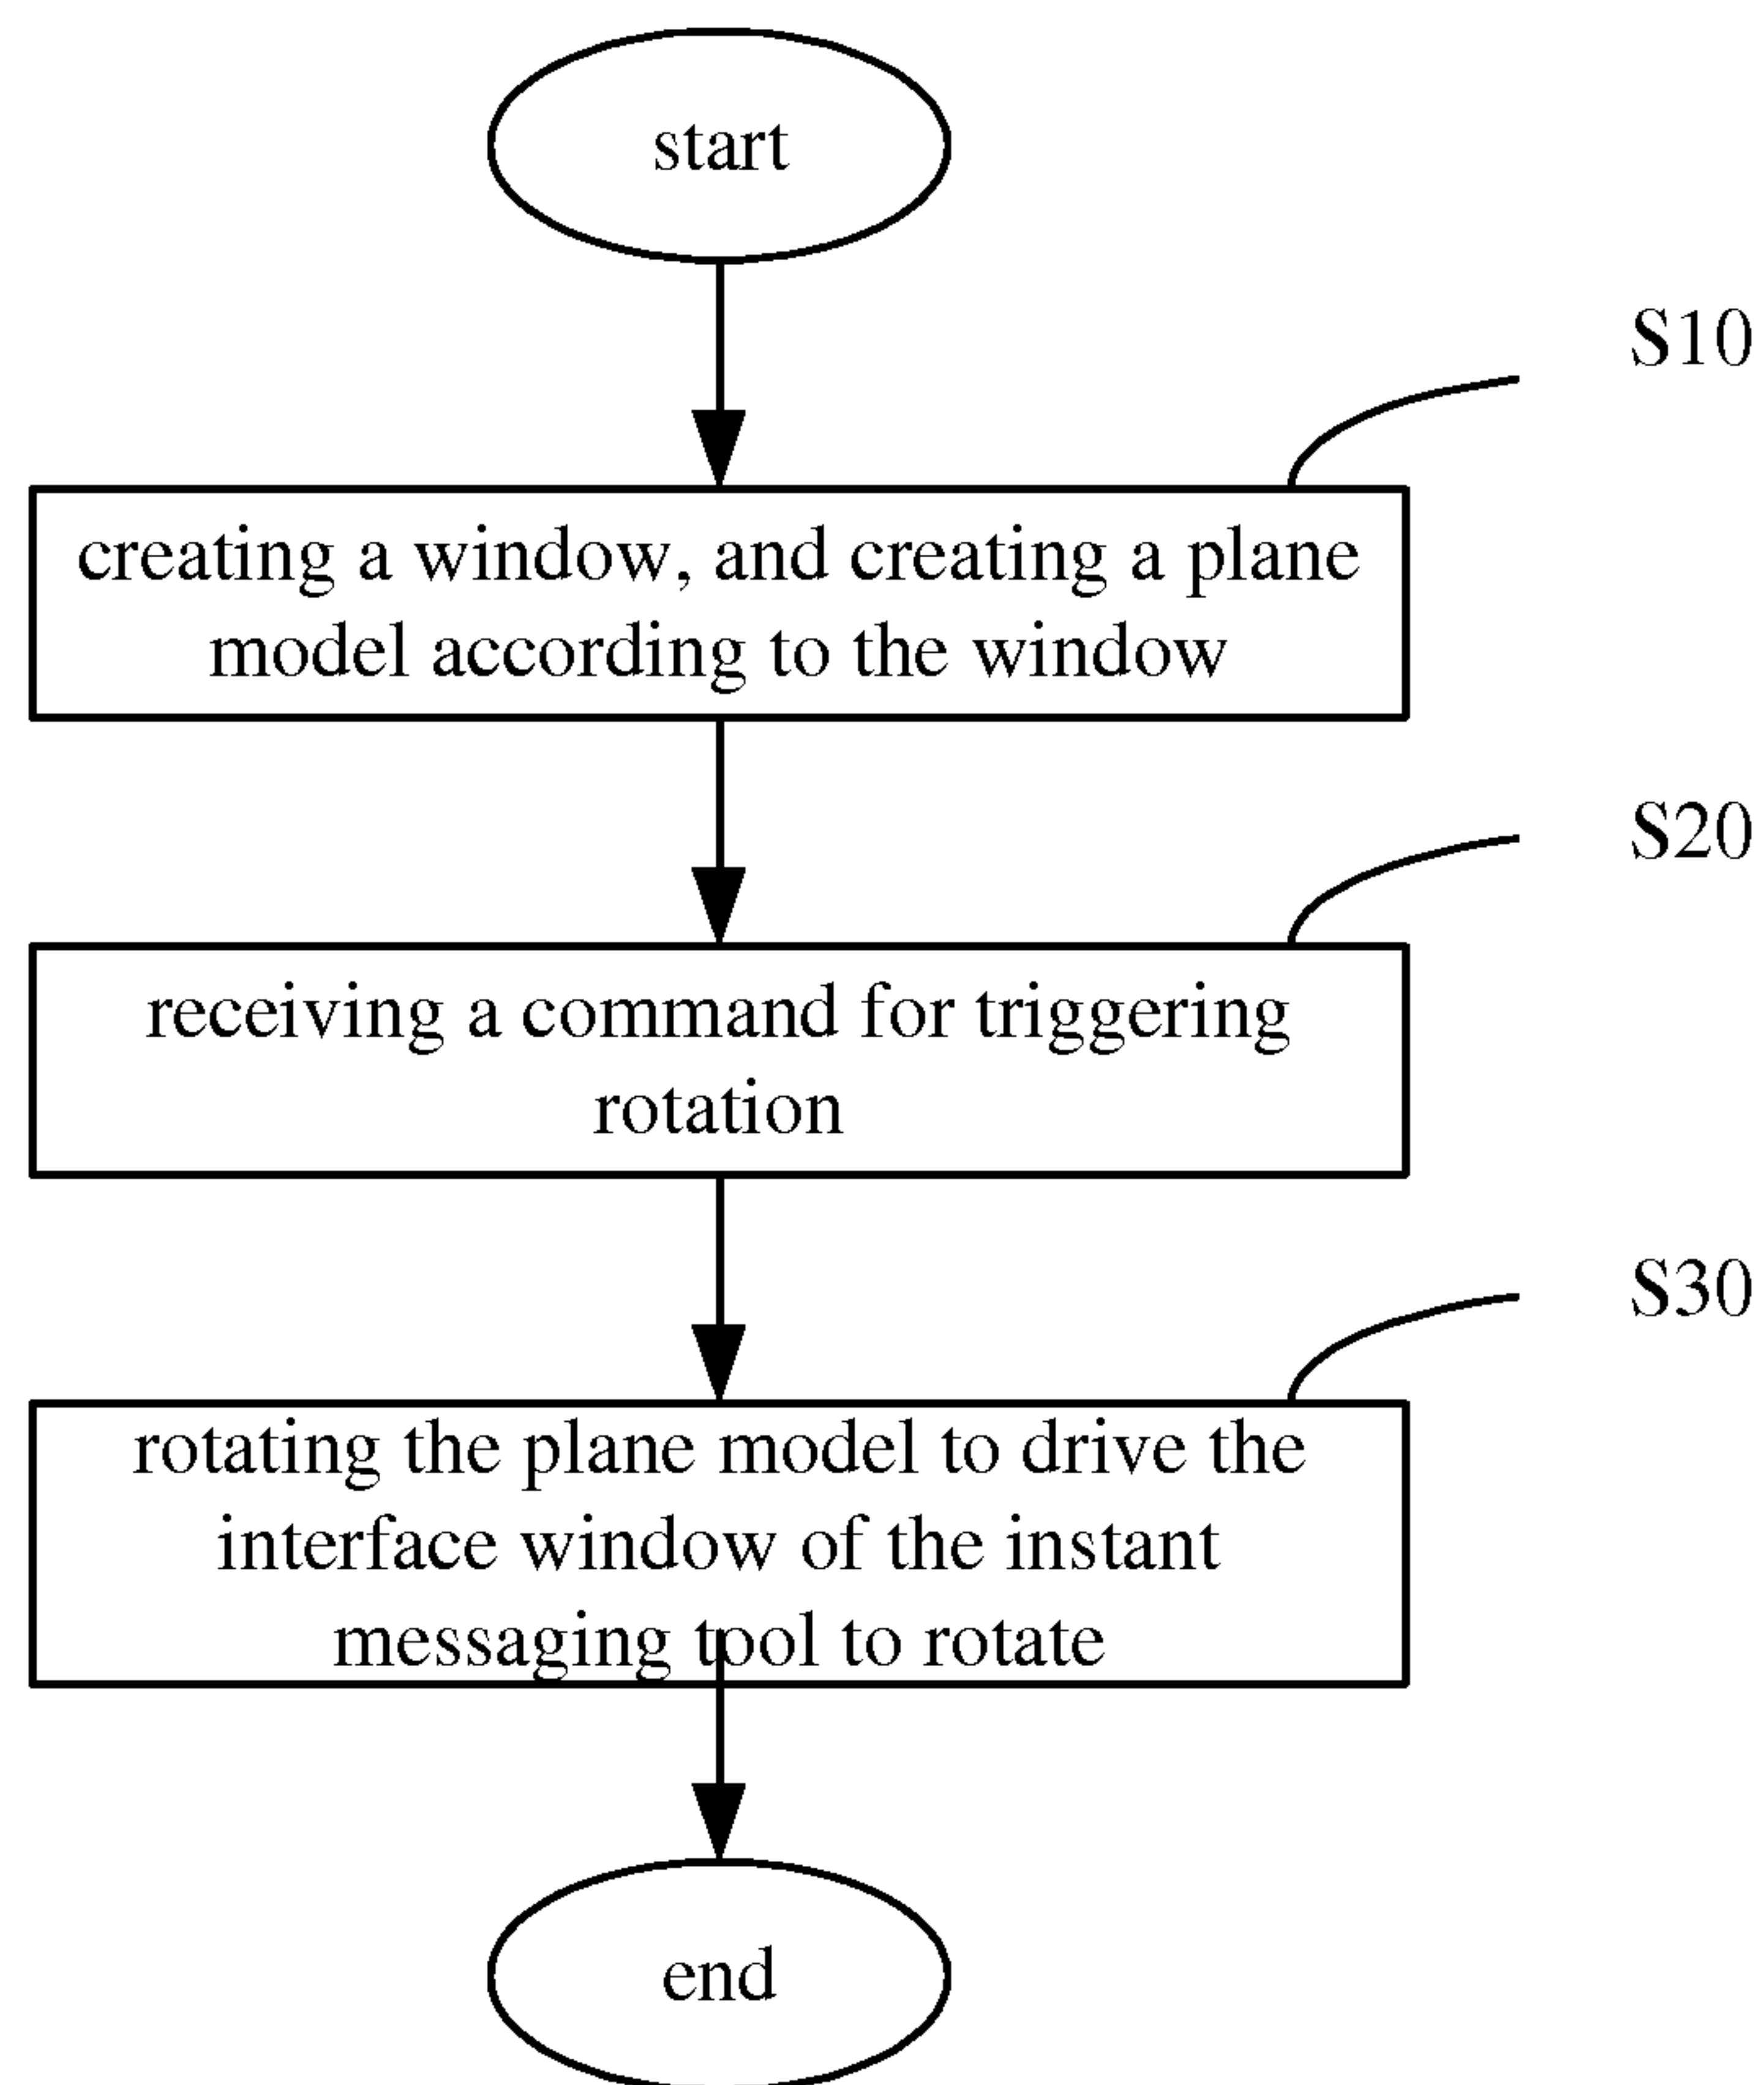 start
S10
creating a window, and creating a plane
model according to the window
S20
receiving a command for triggering
rotation
S30
rotating the plane model to drive the
interface window of the instant
messaging tool to rotate
end